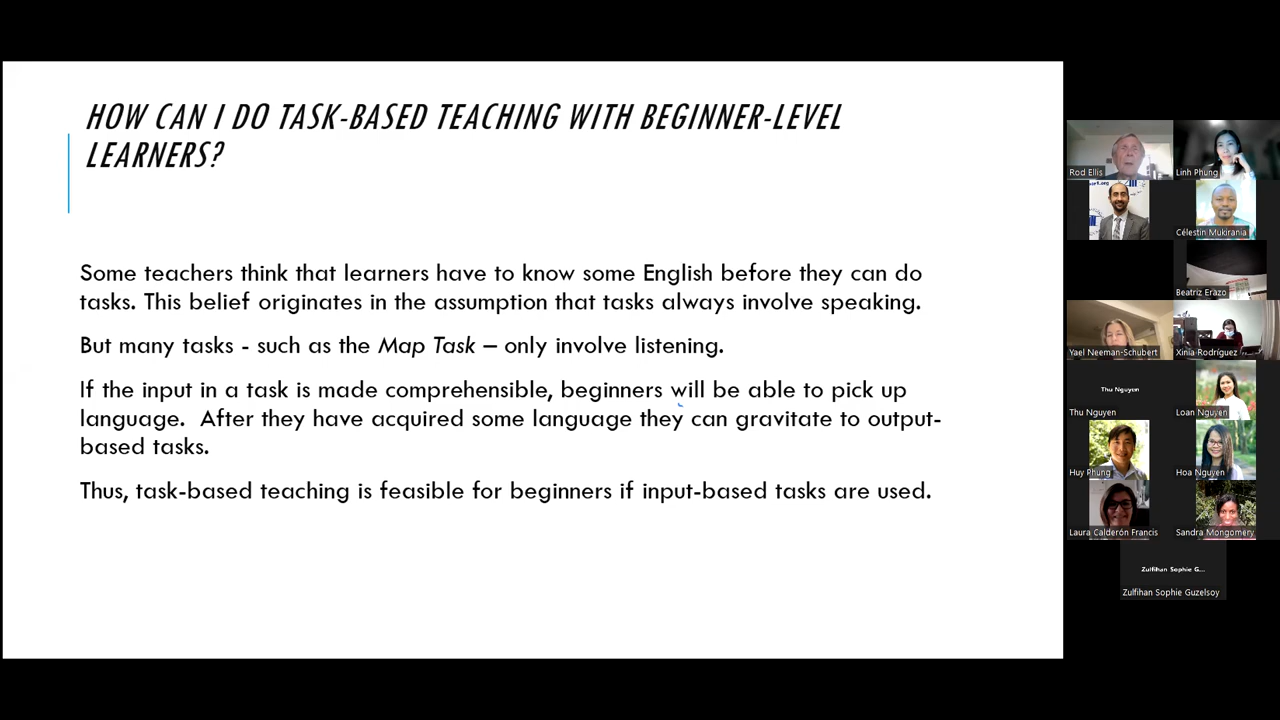 HOW CAN I DO TASK-BASED TEACHING WITH BEGINNER-LEVEL
LEARNERS?
Some teachers think that learners have to know some English before they can do
tasks. This belief originates in the assumption that tasks always involve speaking.
But many tasks - such as the Map Task – only involve listening.
If the input in a task is made comprehensible, beginners will be able to pick up
language.  After they have acquired some language they can gravitate to output-
based tasks.
Thus, task-based teaching is feasible for beginners if input-based tasks are used.
Rod Ellis
Linh Phung
Célestin Mukirania
Beatriz Erazo
Yael Neeman-Schubert
Xinia Rodríguez
Thu Nguyen
Thu Nguyen
Loan Nguyen
Huy Phung
Hoa Nguyen
Laura Calderón Francis
Sandra Mongomery
Zulfihan Sophie G...
Zulfihan Sophie Guzelsoy